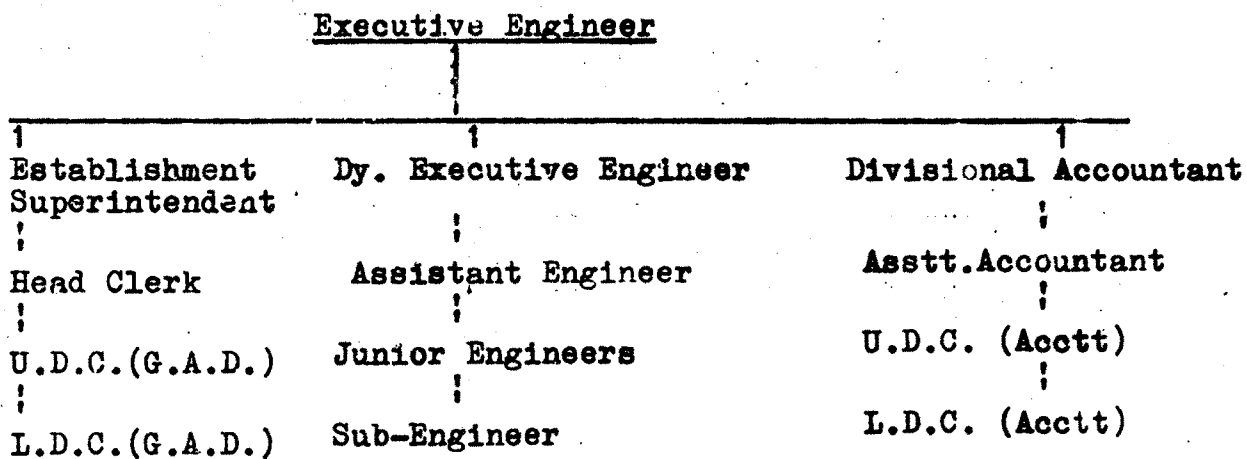 Executive Engineer
1 1 1
Establishment Dy. Executive Engineer Divisional Accountant
Superintendent
Head Clerk Assistant Engineer Asstt.Accountant
U.D.C.(G.A.D.) Junior Engineers U.D.C. (Acctt)
L.D.C.(G.A.D.) Sub-Engineer L.D.C. (Acctt)